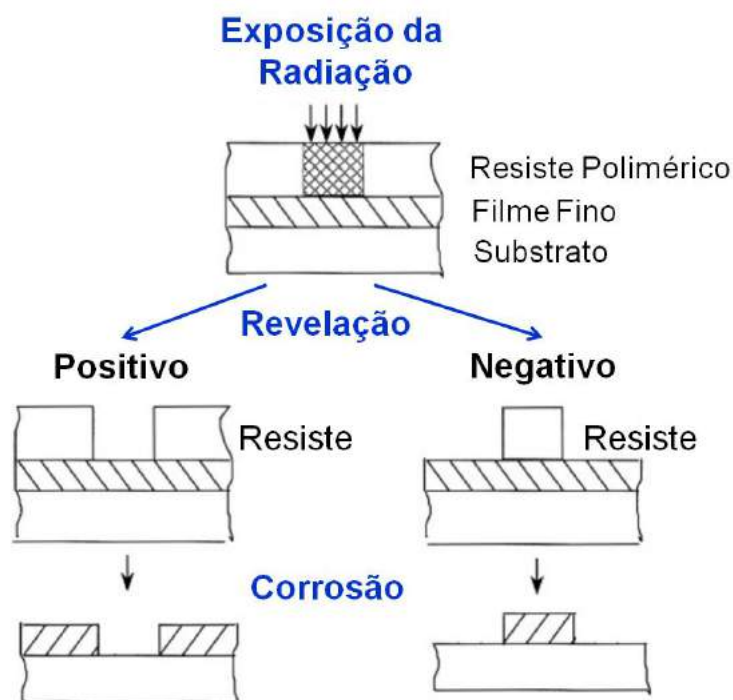 Exposição da
Radiação
Resiste Polimérico
Filme Fino
Substrato
Revelação
Positivo
Negativo
Resiste
Resiste
Corrosão